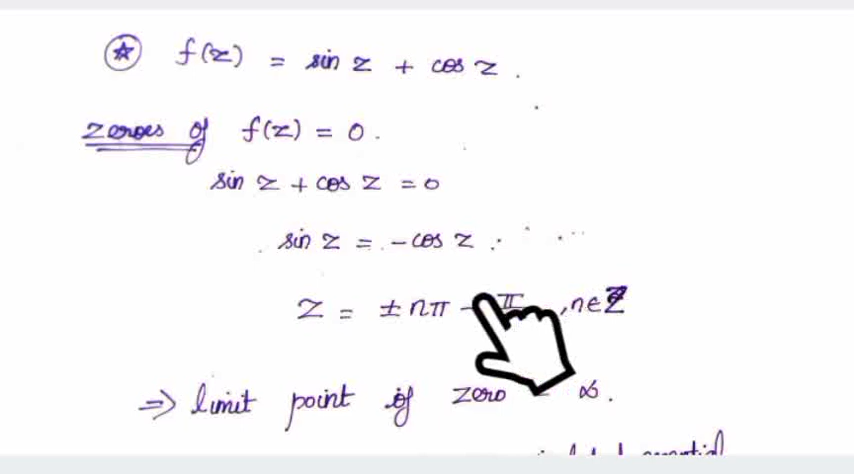 ☆ f(z) = sin z + cos z .
zeroes of f(z) = 0 .
sin z + cos z = 0
sin z = - cos z .
z = ± nπ - π , n ∈ Z
⇒ limit point of zero = ∞ .